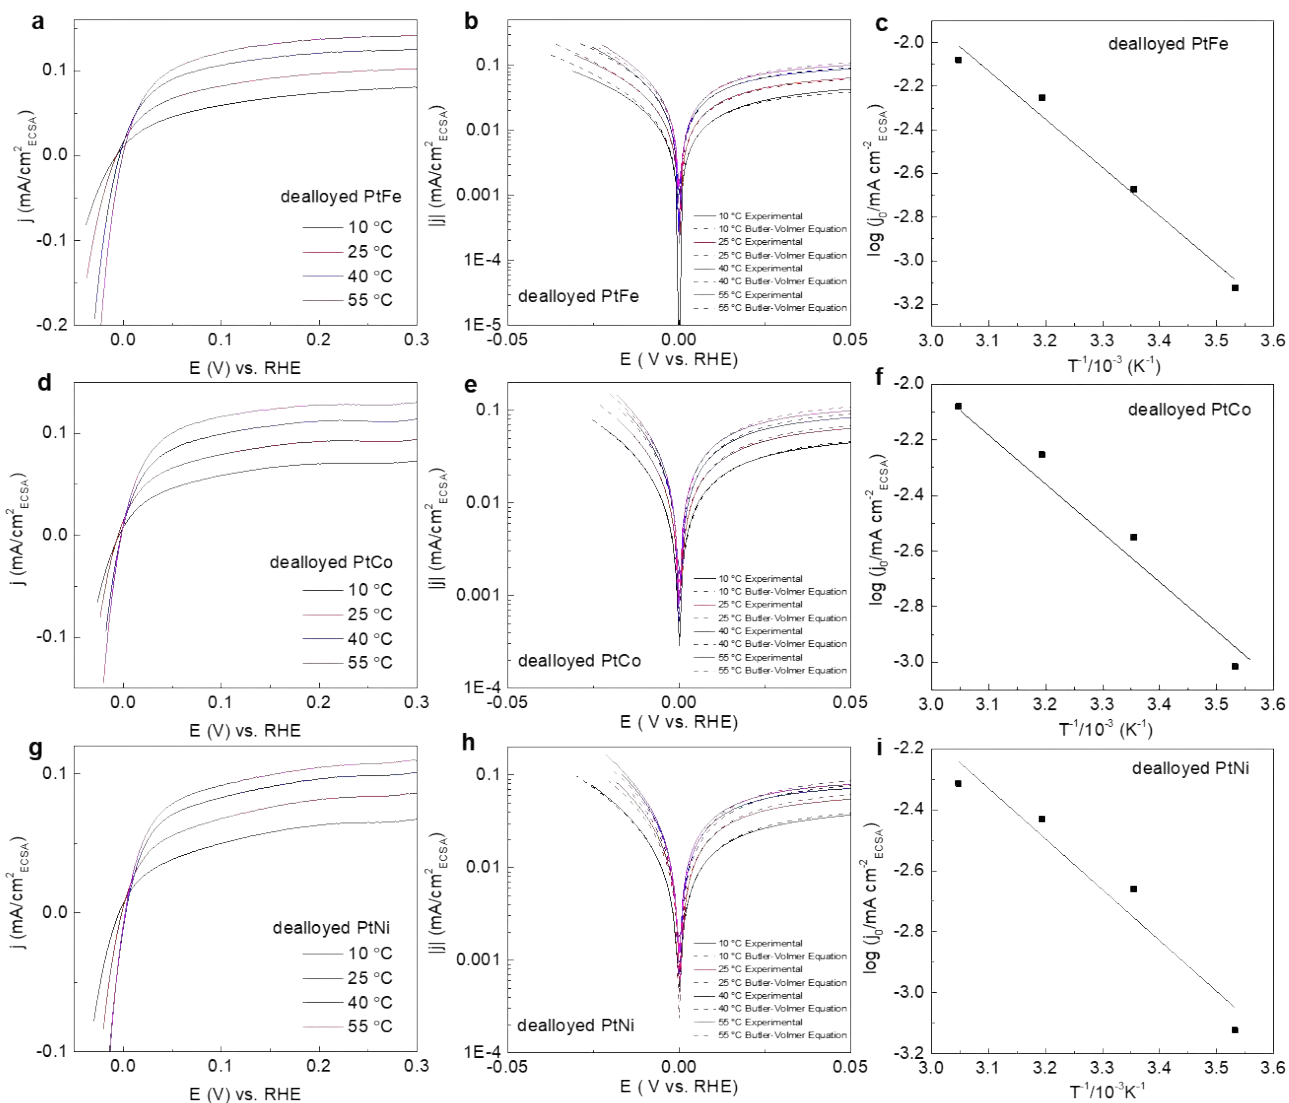 a
0.1
0.0
-0.1
-0.2
j (mA/cm²ECSA)
dealloyed PtFe
10 °C
25 °C
40 °C
55 °C
0.0 0.1 0.2 0.3
E (V) vs. RHE
b
0.1
0.01
0.001
1E-4
1E-5
|j| (mA/cm²ECSA)
10 °C Experimental
10 °C Butler-Volmer Equation
25 °C Experimental
25 °C Butler-Volmer Equation
40 °C Experimental
40 °C Butler-Volmer Equation
55 °C Experimental
55 °C Butler-Volmer Equation
dealloyed PtFe
-0.05 0.00 0.05
E ( V vs. RHE)
c
dealloyed PtFe
-2.0
-2.2
-2.4
-2.6
-2.8
-3.0
-3.2
log (j₀/mA cm⁻²ECSA)
3.0 3.1 3.2 3.3 3.4 3.5 3.6
T⁻¹/10⁻³ (K⁻¹)
d
0.1
0.0
-0.1
j (mA/cm²ECSA)
dealloyed PtCo
10 °C
25 °C
40 °C
55 °C
0.0 0.1 0.2 0.3
E (V) vs. RHE
e
0.1
0.01
0.001
1E-4
|j| (mA/cm²ECSA)
10 °C Experimental
10 °C Butler-Volmer Equation
25 °C Experimental
25 °C Butler-Volmer Equation
40 °C Experimental
40 °C Butler-Volmer Equation
55 °C Experimental
55 °C Butler-Volmer Equation
dealloyed PtCo
-0.05 0.00 0.05
E ( V vs. RHE)
f
dealloyed PtCo
-2.0
-2.2
-2.4
-2.6
-2.8
-3.0
log (j₀/mA cm⁻²ECSA)
3.0 3.1 3.2 3.3 3.4 3.5 3.6
T⁻¹/10⁻³ (K⁻¹)
g
0.1
0.0
-0.1
j (mA/cm²ECSA)
dealloyed PtNi
10 °C
25 °C
40 °C
55 °C
0.0 0.1 0.2 0.3
E (V) vs. RHE
h
0.1
0.01
0.001
1E-4
|j| (mA/cm²ECSA)
10 °C Experimental
10 °C Butler-Volmer Equation
25 °C Experimental
25 °C Butler-Volmer Equation
40 °C Experimental
40 °C Butler-Volmer Equation
55 °C Experimental
55 °C Butler-Volmer Equation
dealloyed PtNi
-0.05 0.00 0.05
E ( V vs. RHE)
i
dealloyed PtNi
-2.2
-2.4
-2.6
-2.8
-3.0
-3.2
log (j₀/mA cm⁻²ECSA)
3.0 3.1 3.2 3.3 3.4 3.5 3.6
T⁻¹/10⁻³K⁻¹